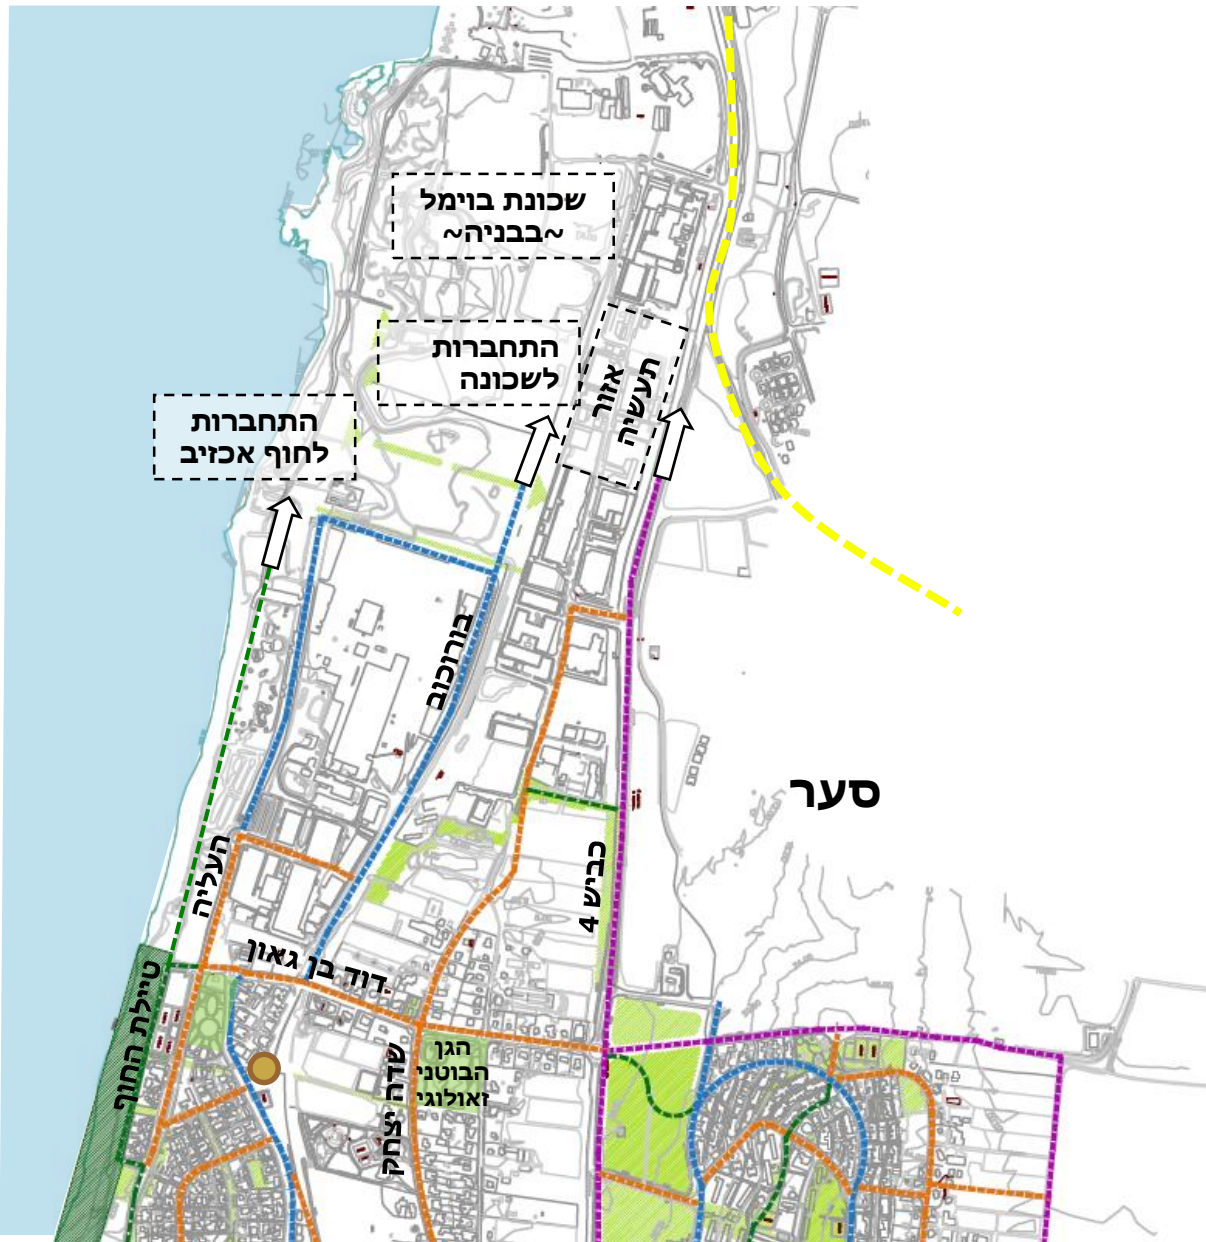 שכונת בוימל
~בבניה~
התחברות
לשכונה
אזור
תעשיה
התחברות
לחוף אכזיב
בורוכוב
סער
העליה
כביש 4
דוד בן גאון
טיילת החוף
שדה יצחק
הגן
הבוטני
זאולוגי